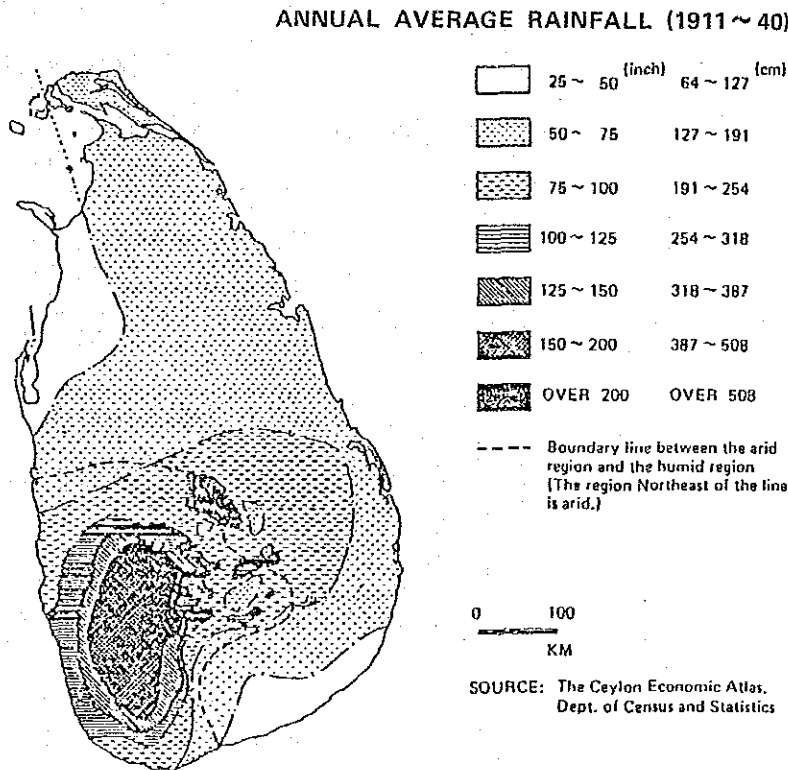 ANNUAL AVERAGE RAINFALL (1911 ~ 40)
25 ~ 50 (inch) 64 ~ 127 (cm)
50 ~ 75 127 ~ 191
75 ~ 100 191 ~ 254
100 ~ 125 254 ~ 318
125 ~ 150 318 ~ 387
150 ~ 200 387 ~ 508
OVER 200 OVER 508
Boundary line between the arid
region and the humid region
(The region Northeast of the line
is arid.)
0 100
KM
SOURCE: The Ceylon Economic Atlas.
Dept. of Census and Statistics